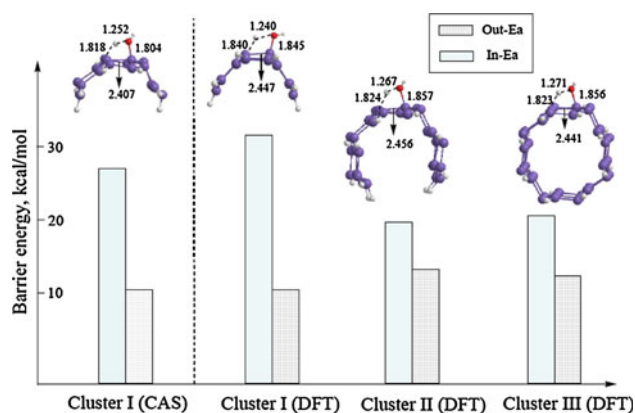 1.252
1.818
1.804
2.407
1.240
1.840
1.845
2.447
Out-Ea
In-Ea
1.267
1.824
1.857
2.456
1.271
1.823
1.856
2.441
Barrier energy, kcal/mol
30
20
10
Cluster I (CAS)
Cluster I (DFT)
Cluster II (DFT)
Cluster III (DFT)